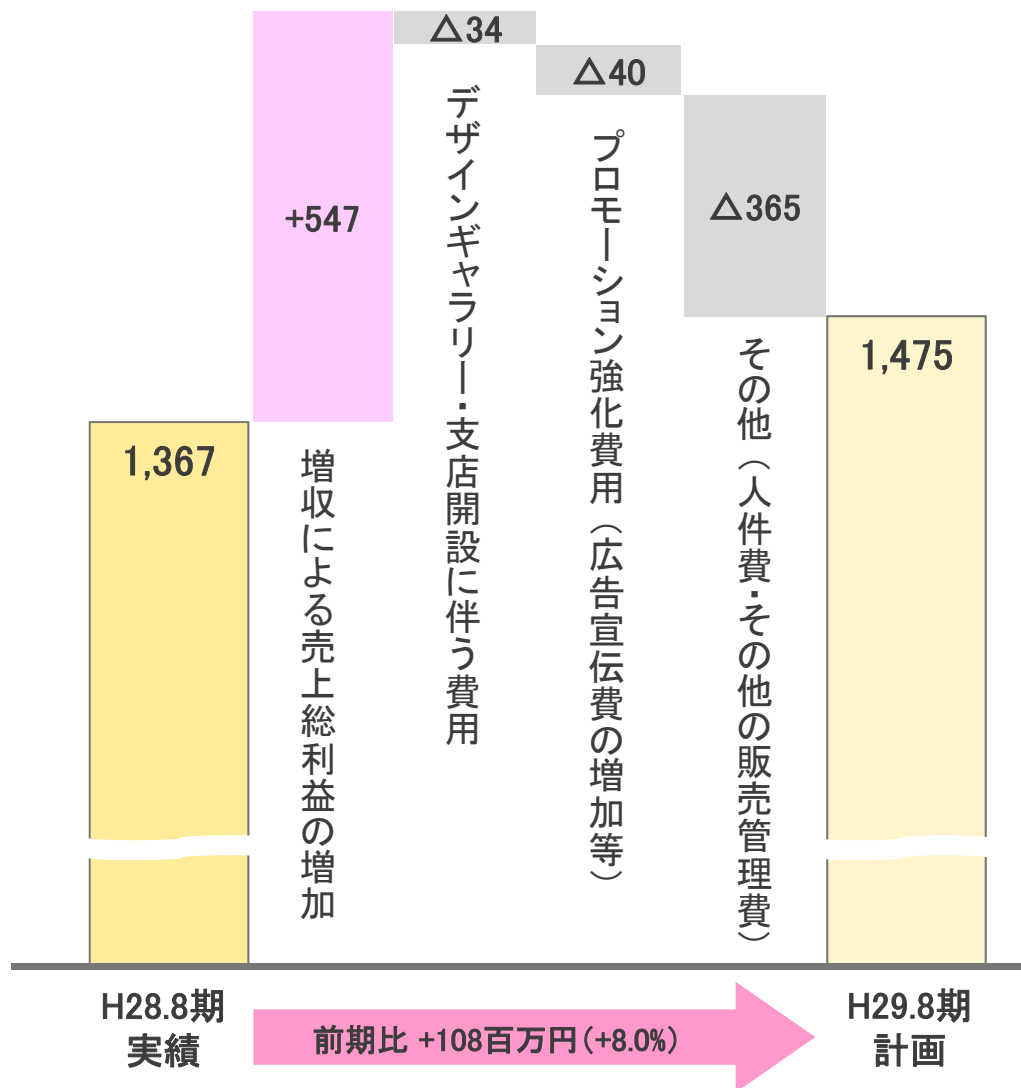 △34
△40
+547
△365
1,475
1,367
増収による売上総利益の増加
デザインギャラリー・支店開設に伴う費用
プロモーション強化費用（広告宣伝費の増加等）
その他（人件費・その他の販売管理費）
H28.8期
実績
前期比 +108百万円（+8.0%）
H29.8期
計画